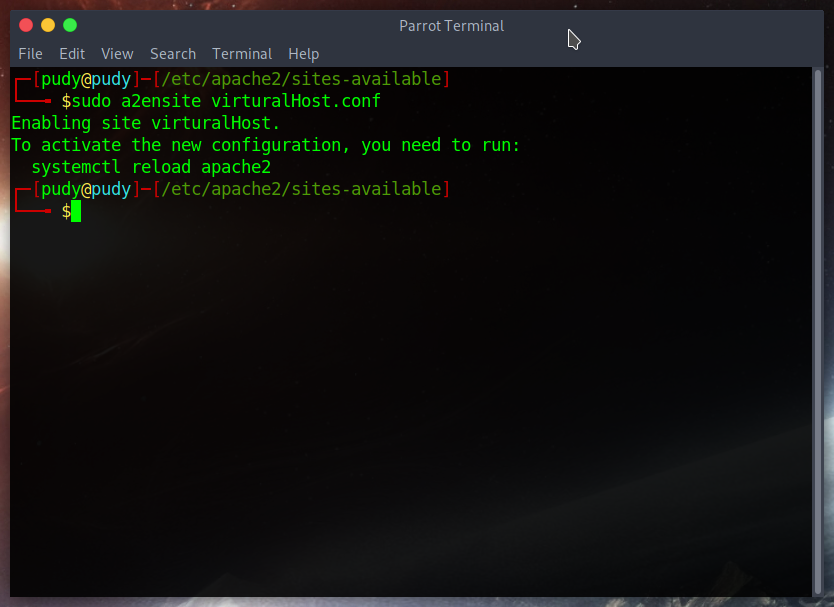 Parrot Terminal
File Edit View Search Terminal Help
┌─[pudy@pudy]─[/etc/apache2/sites-available]
└──╼ $sudo a2ensite virturalHost.conf
Enabling site virturalHost.
To activate the new configuration, you need to run:
  systemctl reload apache2
┌─[pudy@pudy]─[/etc/apache2/sites-available]
└──╼ $